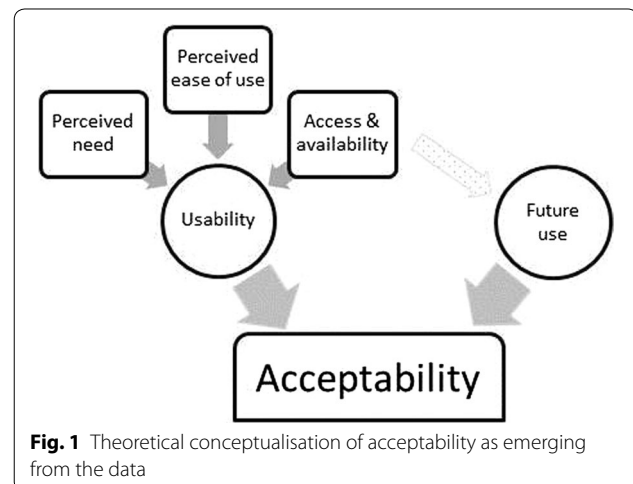 Perceived
ease of use
Perceived
need
Access &
availability
Usability
Future
use
Acceptability
Fig. 1 Theoretical conceptualisation of acceptability as emerging
from the data